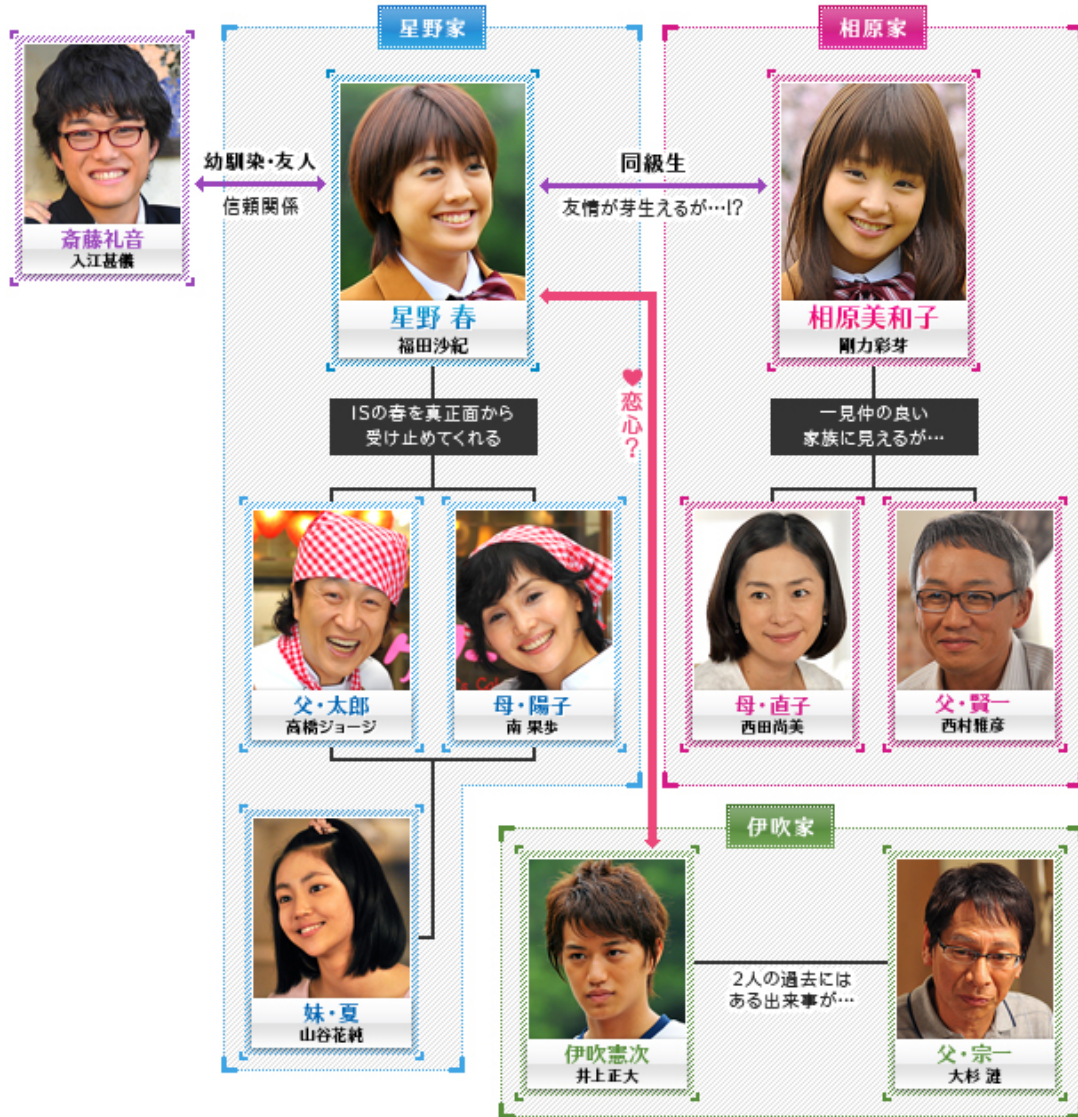 星野家
相原家
幼馴染・友人
信頼関係
同級生
友情が芽生えるが…!?
斎藤礼音
入江甚儀
星野 春
福田沙紀
相原美和子
剛力彩芽
♥恋心?
ISの春を真正面から
受け止めてくれる
一見仲の良い
家族に見えるが…
父・太郎
高橋ジョージ
母・陽子
南 果歩
母・直子
西田尚美
父・賢一
西村雅彦
伊吹家
妹・夏
山谷花純
2人の過去には
ある出来事が…
伊吹憲次
井上正大
父・宗一
大杉 漣